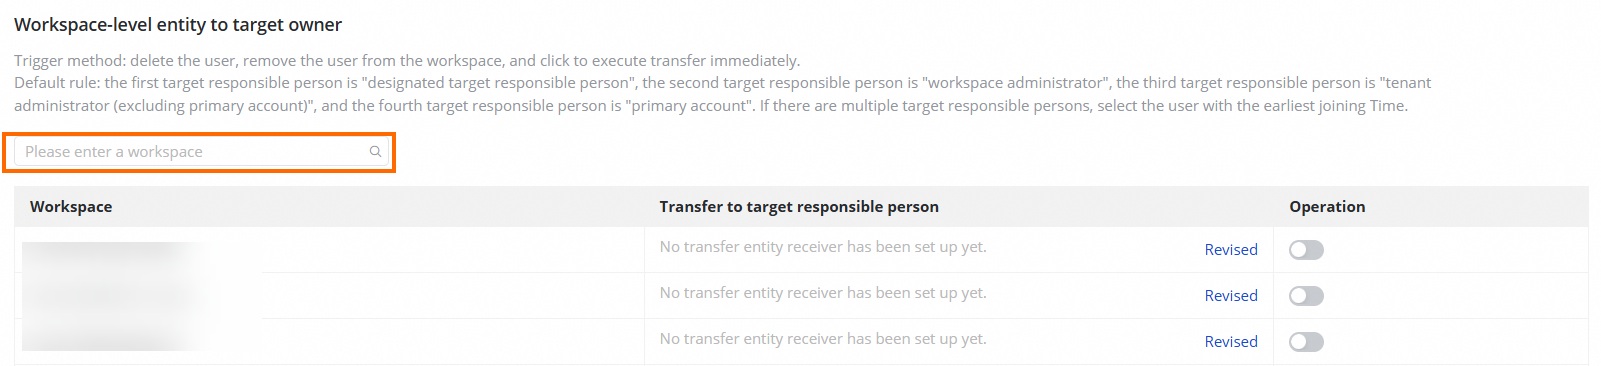 Workspace-level entity to target owner
Trigger method: delete the user, remove the user from the workspace, and click to execute transfer immediately.
Default rule: the first target responsible person is "designated target responsible person", the second target responsible person is "workspace administrator", the third target responsible person is "tenant
administrator (excluding primary account)", and the fourth target responsible person is "primary account". If there are multiple target responsible persons, select the user with the earliest joining Time.
Please enter a workspace
Workspace Transfer to target responsible person Operation
No transfer entity receiver has been set up yet. Revised
No transfer entity receiver has been set up yet. Revised
No transfer entity receiver has been set up yet. Revised